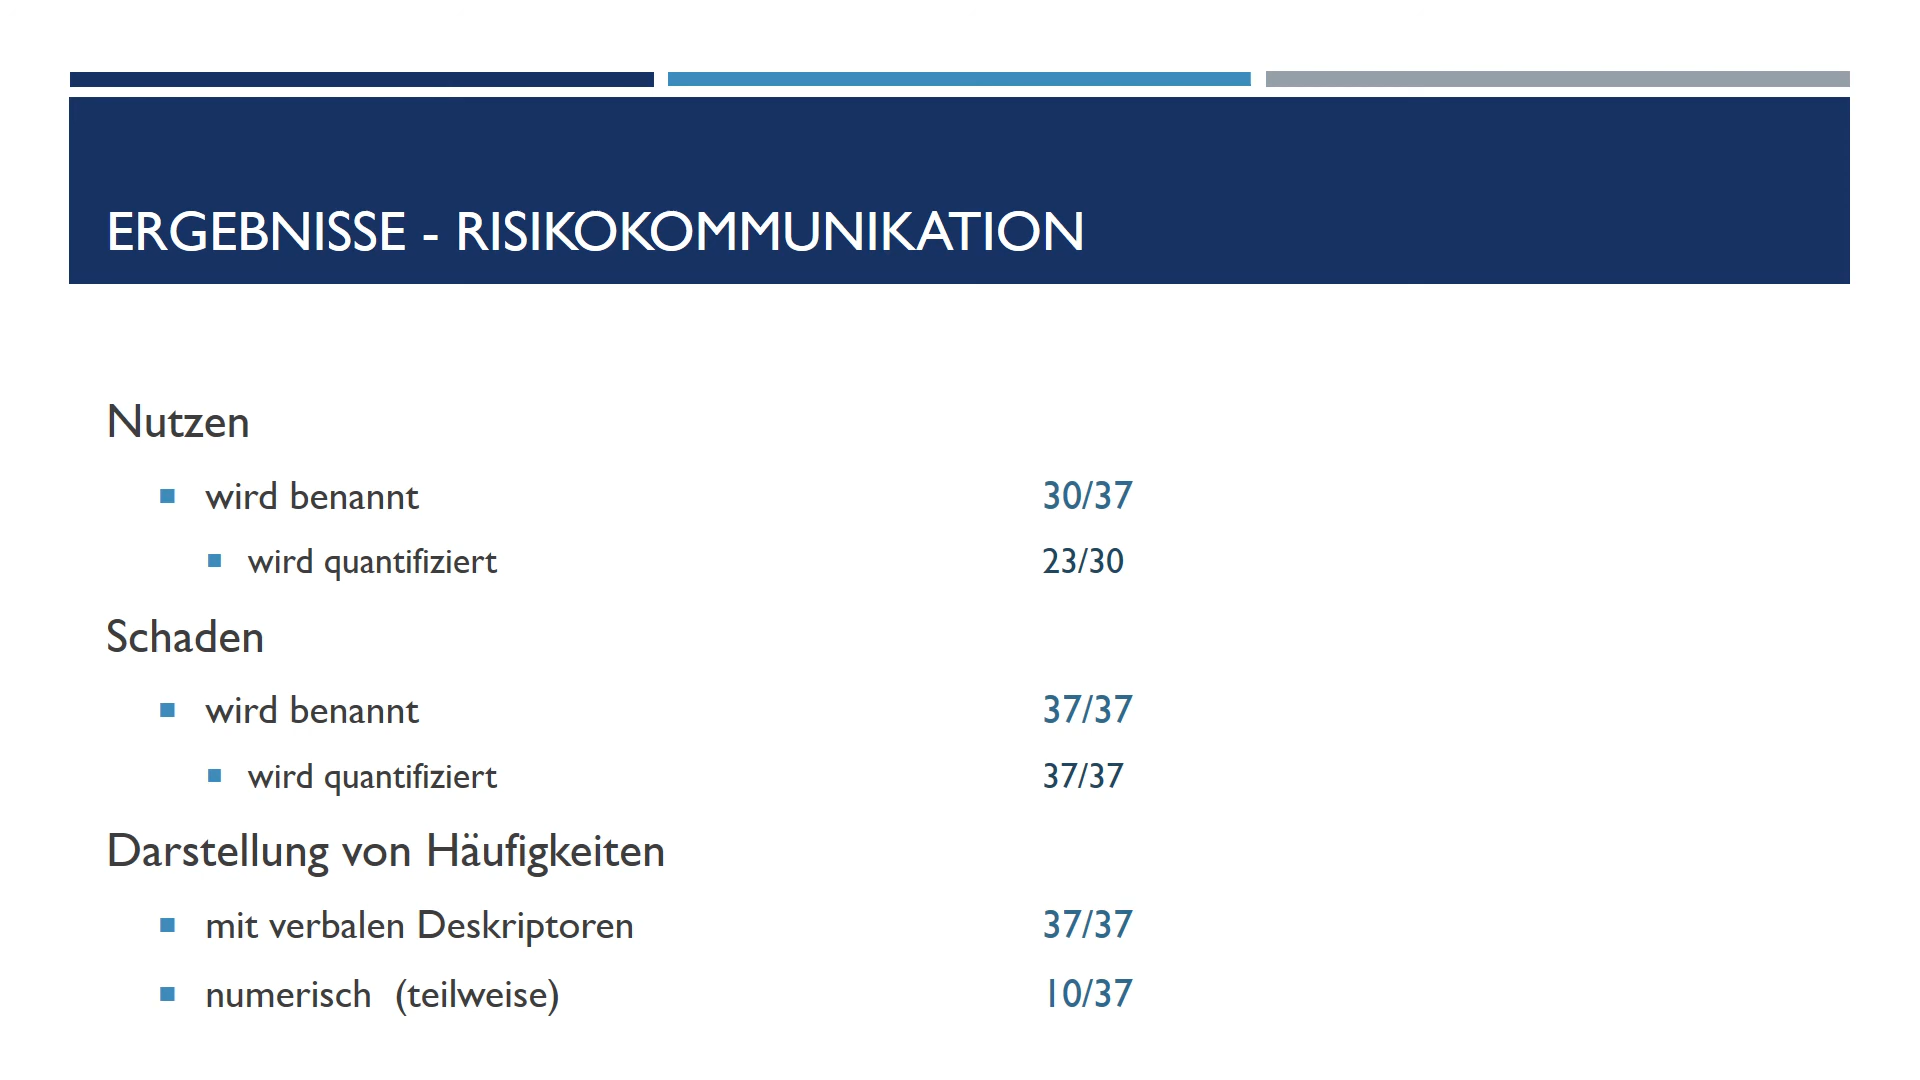 ERGEBNISSE - RISIKOKOMMUNIKATION
Nutzen
wird benannt 30/37
wird quantifiziert 23/30
Schaden
wird benannt 37/37
wird quantifiziert 37/37
Darstellung von Häufigkeiten
mit verbalen Deskriptoren 37/37
numerisch (teilweise) 10/37